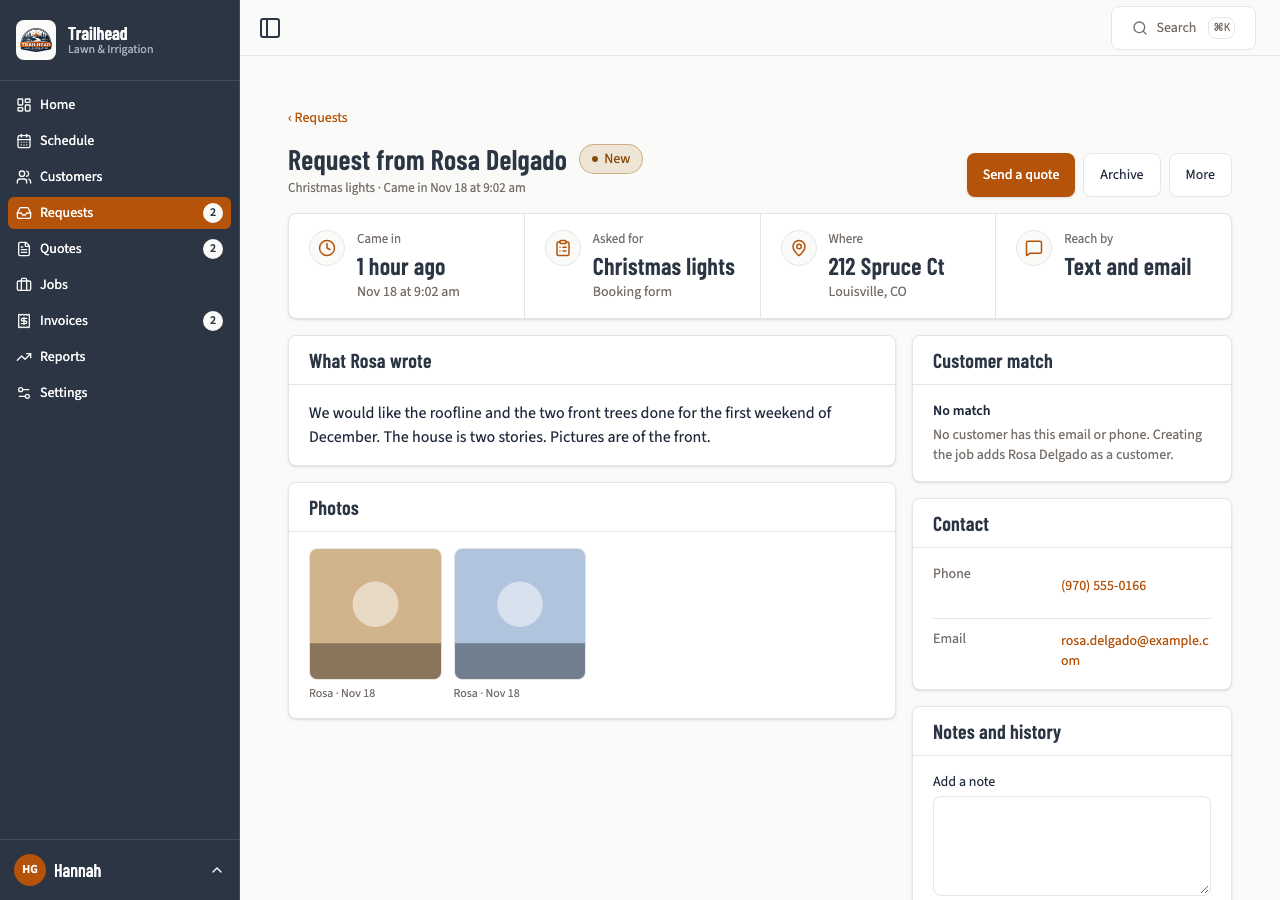 TRAILHEAD
Trailhead
Lawn & Irrigation
Home
Schedule
Customers
Requests 2
Quotes 2
Jobs
Invoices 2
Reports
Settings
HG Hannah
Search ⌘K
‹ Requests
Request from Rosa Delgado
New
Christmas lights · Came in Nov 18 at 9:02 am
Send a quote
Archive
More
Came in
1 hour ago
Nov 18 at 9:02 am
Asked for
Christmas lights
Booking form
Where
212 Spruce Ct
Louisville, CO
Reach by
Text and email
What Rosa wrote
We would like the roofline and the two front trees done for the first weekend of
December. The house is two stories. Pictures are of the front.
Photos
Rosa · Nov 18
Rosa · Nov 18
Customer match
No match
No customer has this email or phone. Creating
the job adds Rosa Delgado as a customer.
Contact
Phone
(970) 555-0166
Email
rosa.delgado@example.c
om
Notes and history
Add a note